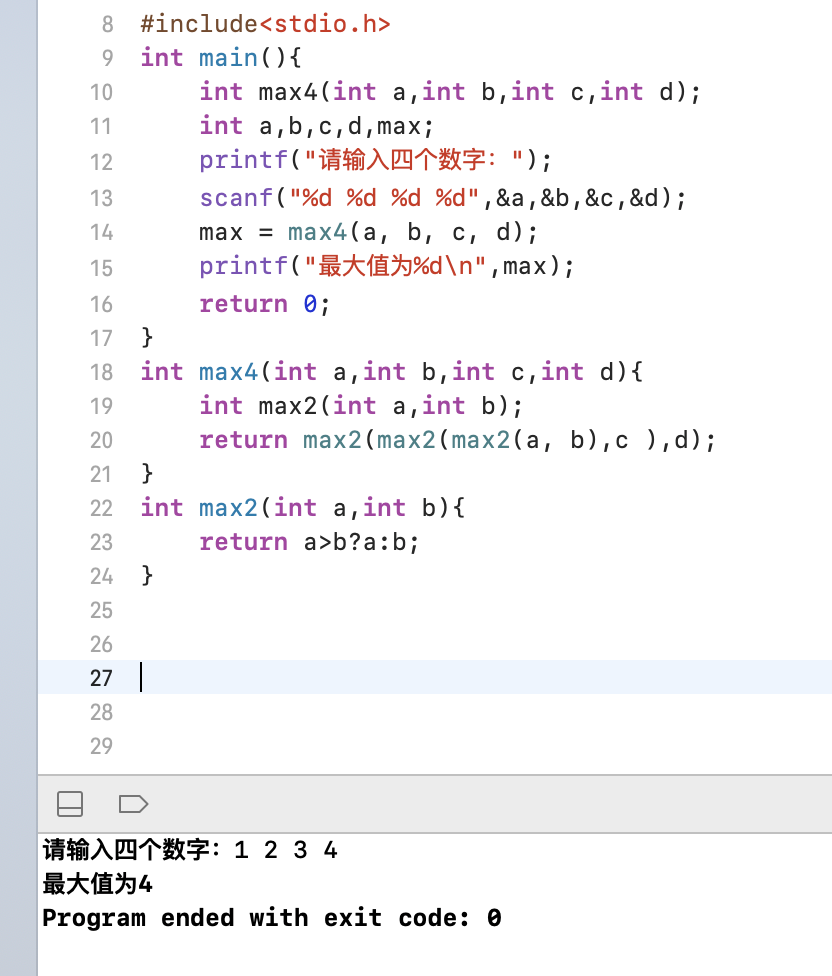 8 #include<stdio.h>
9 int main(){
10     int max4(int a,int b,int c,int d);
11     int a,b,c,d,max;
12     printf("请输入四个数字：");
13     scanf("%d %d %d %d",&a,&b,&c,&d);
14     max = max4(a, b, c, d);
15     printf("最大值为%d\n",max);
16     return 0;
17 }
18 int max4(int a,int b,int c,int d){
19     int max2(int a,int b);
20     return max2(max2(max2(a, b),c ),d);
21 }
22 int max2(int a,int b){
23     return a>b?a:b;
24 }
25
26
27
28
29
请输入四个数字：1 2 3 4
最大值为4
Program ended with exit code: 0